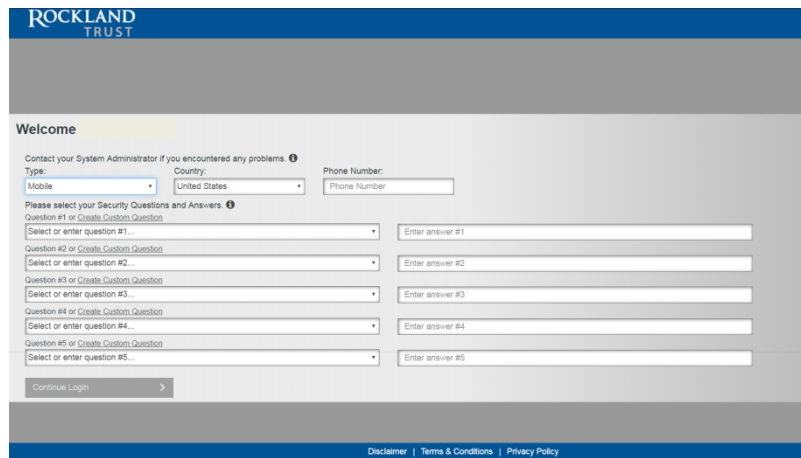 ROCKLAND
TRUST
Welcome
Contact your System Administrator if you encountered any problems.
Type: Country: Phone Number:
Mobile United States Phone Number
Please select your Security Questions and Answers.
Question #1 or Create Custom Question
Select or enter question #1... Enter answer #1
Question #2 or Create Custom Question
Select or enter question #2... Enter answer #2
Question #3 or Create Custom Question
Select or enter question #3... Enter answer #3
Question #4 or Create Custom Question
Select or enter question #4... Enter answer #4
Question #5 or Create Custom Question
Select or enter question #5... Enter answer #5
Continue Login
Disclaimer | Terms & Conditions | Privacy Policy